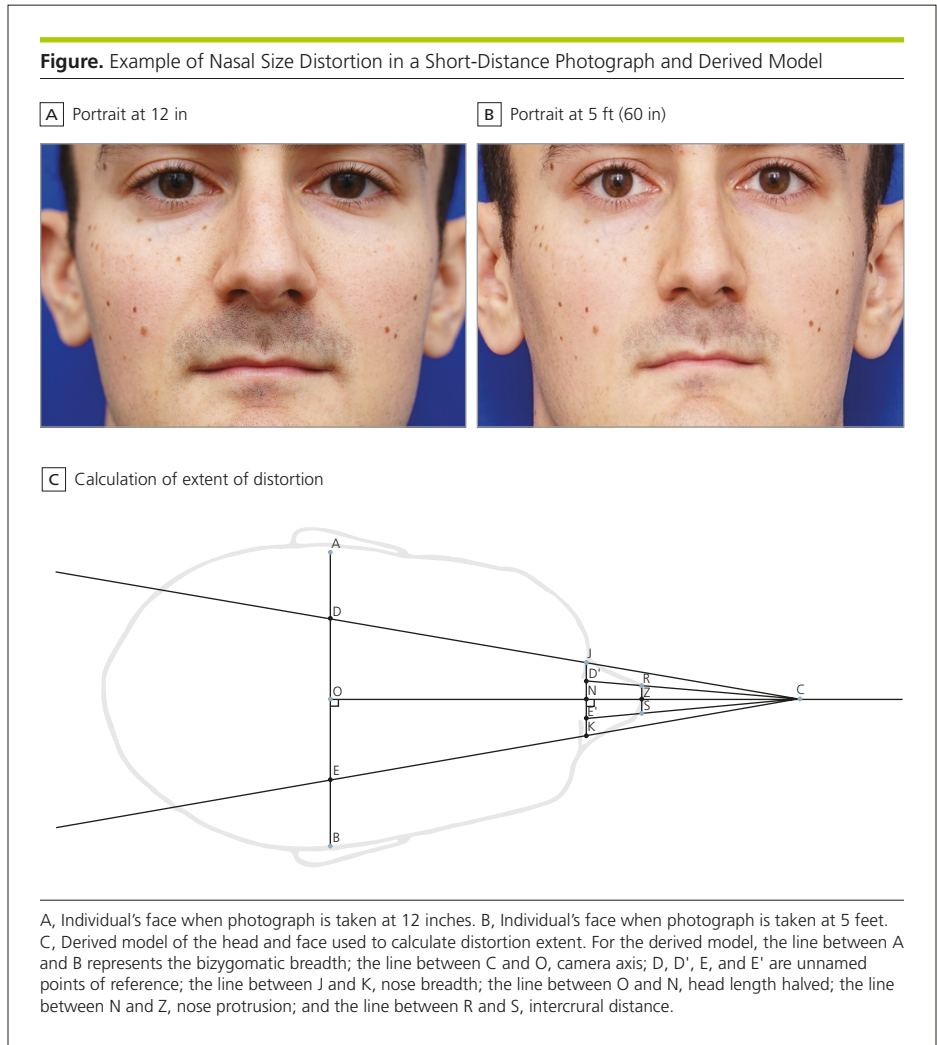 Figure. Example of Nasal Size Distortion in a Short-Distance Photograph and Derived Model
A Portrait at 12 in
B Portrait at 5 ft (60 in)
C Calculation of extent of distortion
A
D
J
D'
R
O
N
Z
C
E'
S
K
E
B
A, Individual's face when photograph is taken at 12 inches. B, Individual's face when photograph is taken at 5 feet.
C, Derived model of the head and face used to calculate distortion extent. For the derived model, the line between A
and B represents the bizygomatic breadth; the line between C and O, camera axis; D, D', E, and E' are unnamed
points of reference; the line between J and K, nose breadth; the line between O and N, head length halved; the line
between N and Z, nose protrusion; and the line between R and S, intercrural distance.